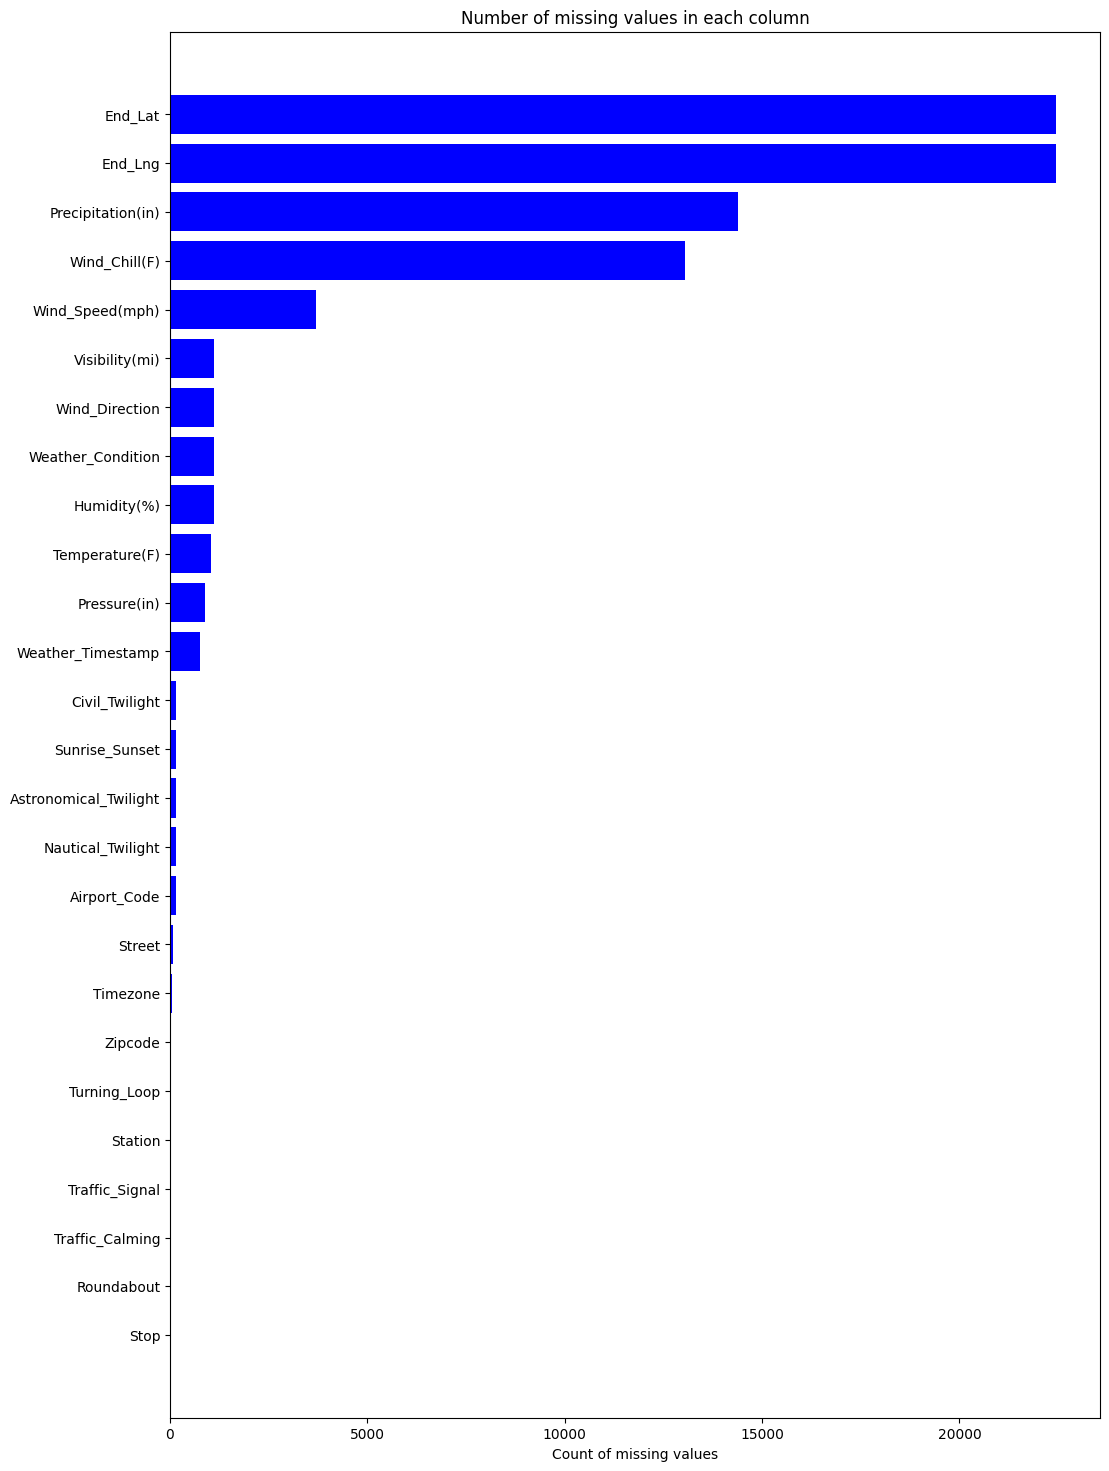 Number of missing values in each column
End_Lat
End_Lng
Precipitation(in)
Wind_Chill(F)
Wind_Speed(mph)
Visibility(mi)
Wind_Direction
Weather_Condition
Humidity(%)
Temperature(F)
Pressure(in)
Weather_Timestamp
Civil_Twilight
Sunrise_Sunset
Astronomical_Twilight
Nautical_Twilight
Airport_Code
Street
Timezone
Zipcode
Turning_Loop
Station
Traffic_Signal
Traffic_Calming
Roundabout
Stop
0 5000 10000 15000 20000
Count of missing values